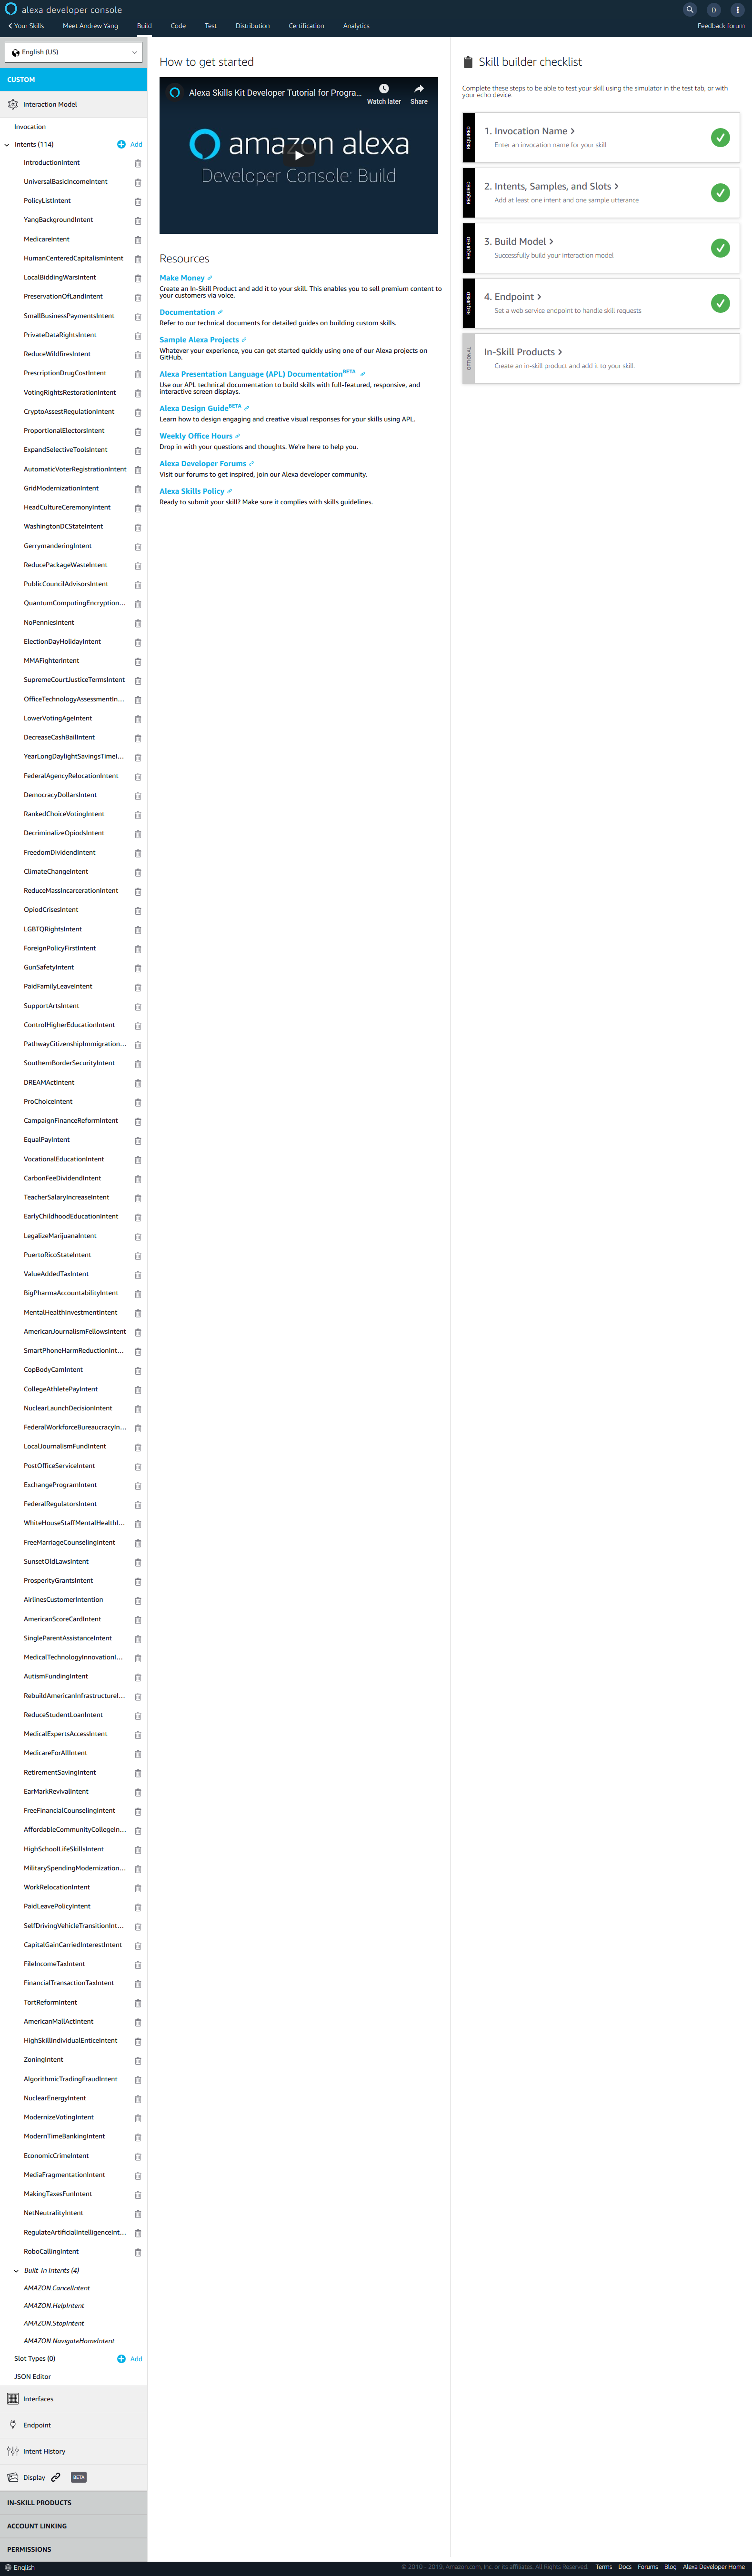 alexa developer console
D
Your Skills
Meet Andrew Yang
Build
Code
Test
Distribution
Certification
Analytics
Feedback forum
English (US)
CUSTOM
Interaction Model
Invocation
Intents (114)
Add
IntroductionIntent
UniversalBasicIncomeIntent
PolicyListIntent
YangBackgroundIntent
MedicareIntent
HumanCenteredCapitalismIntent
LocalBiddingWarsIntent
PreservationOfLandIntent
SmallBusinessPaymentsIntent
PrivateDataRightsIntent
ReduceWildfiresIntent
PrescriptionDrugCostIntent
VotingRightsRestorationIntent
CryptoAssestRegulationIntent
ProportionalElectorsIntent
ExpandSelectiveToolsIntent
AutomaticVoterRegistrationIntent
GridModernizationIntent
HeadCultureCeremonyIntent
WashingtonDCStateIntent
GerrymanderingIntent
ReducePackageWasteIntent
PublicCouncilAdvisorsIntent
QuantumComputingEncryption...
NoPenniesIntent
ElectionDayHolidayIntent
MMAFighterIntent
SupremeCourtJusticeTermsIntent
OfficeTechnologyAssessmentIn...
LowerVotingAgeIntent
DecreaseCashBailIntent
YearLongDaylightSavingsTimeI...
FederalAgencyRelocationIntent
DemocracyDollarsIntent
RankedChoiceVotingIntent
DecriminalizeOpiodsIntent
FreedomDividendIntent
ClimateChangeIntent
ReduceMassIncarcerationIntent
OpiodCrisesIntent
LGBTQRightsIntent
ForeignPolicyFirstIntent
GunSafetyIntent
PaidFamilyLeaveIntent
SupportArtsIntent
ControlHigherEducationIntent
PathwayCitizenshipImmigration...
SouthernBorderSecurityIntent
DREAMActIntent
ProChoiceIntent
CampaignFinanceReformIntent
EqualPayIntent
VocationalEducationIntent
CarbonFeeDividendIntent
TeacherSalaryIncreaseIntent
EarlyChildhoodEducationIntent
LegalizeMarijuanaIntent
PuertoRicoStateIntent
ValueAddedTaxIntent
BigPharmaAccountabilityIntent
MentalHealthInvestmentIntent
AmericanJournalismFellowsIntent
SmartPhoneHarmReductionInt...
CopBodyCamIntent
CollegeAthletePayIntent
NuclearLaunchDecisionIntent
FederalWorkforceBureaucracyIn...
LocalJournalismFundIntent
PostOfficeServiceIntent
ExchangeProgramIntent
FederalRegulatorsIntent
WhiteHouseStaffMentalHealthI...
FreeMarriageCounselingIntent
SunsetOldLawsIntent
ProsperityGrantsIntent
AirlinesCustomerIntention
AmericanScoreCardIntent
SingleParentAssistanceIntent
MedicalTechnologyInnovationI...
AutismFundingIntent
RebuildAmericanInfrastructureI...
ReduceStudentLoanIntent
MedicalExpertsAccessIntent
MedicareForAllIntent
RetirementSavingIntent
EarMarkRevivalIntent
FreeFinancialCounselingIntent
AffordableCommunityCollegeIn...
HighSchoolLifeSkillsIntent
MilitarySpendingModernization...
WorkRelocationIntent
PaidLeavePolicyIntent
SelfDrivingVehicleTransitionInt...
CapitalGainCarriedInterestIntent
FileIncomeTaxIntent
FinancialTransactionTaxIntent
TortReformIntent
AmericanMallActIntent
HighSkillIndividualEnticeIntent
ZoningIntent
AlgorithmicTradingFraudIntent
NuclearEnergyIntent
ModernizeVotingIntent
ModernTimeBankingIntent
EconomicCrimeIntent
MediaFragmentationIntent
MakingTaxesFunIntent
NetNeutralityIntent
RegulateArtificialIntelligenceInt...
RoboCallingIntent
Built-In Intents (4)
AMAZON.CancelIntent
AMAZON.HelpIntent
AMAZON.StopIntent
AMAZON.NavigateHomeIntent
Slot Types (0)
Add
JSON Editor
Interfaces
Endpoint
Intent History
Display
BETA
IN-SKILL PRODUCTS
ACCOUNT LINKING
PERMISSIONS
How to get started
Alexa Skills Kit Developer Tutorial for Progra...
Watch later
Share
amazon alexa
Developer Console: Build
Resources
Make Money
Create an In-Skill Product and add it to your skill. This enables you to sell premium content to
your customers via voice.
Documentation
Refer to our technical documents for detailed guides on building custom skills.
Sample Alexa Projects
Whatever your experience, you can get started quickly using one of our Alexa projects on
GitHub.
Alexa Presentation Language (APL) Documentation BETA
Use our APL technical documentation to build skills with full-featured, responsive, and
interactive screen displays.
Alexa Design Guide BETA
Learn how to design engaging and creative visual responses for your skills using APL.
Weekly Office Hours
Drop in with your questions and thoughts. We're here to help you.
Alexa Developer Forums
Visit our forums to get inspired, join our Alexa developer community.
Alexa Skills Policy
Ready to submit your skill? Make sure it complies with skills guidelines.
Skill builder checklist
Complete these steps to be able to test your skill using the simulator in the test tab, or with
your echo device.
REQUIRED
1. Invocation Name
Enter an invocation name for your skill
REQUIRED
2. Intents, Samples, and Slots
Add at least one intent and one sample utterance
REQUIRED
3. Build Model
Successfully build your interaction model
REQUIRED
4. Endpoint
Set a web service endpoint to handle skill requests
OPTIONAL
In-Skill Products
Create an in-skill product and add it to your skill.
English
© 2010 - 2019, Amazon.com, Inc. or its affiliates. All Rights Reserved.
Terms
Docs
Forums
Blog
Alexa Developer Home